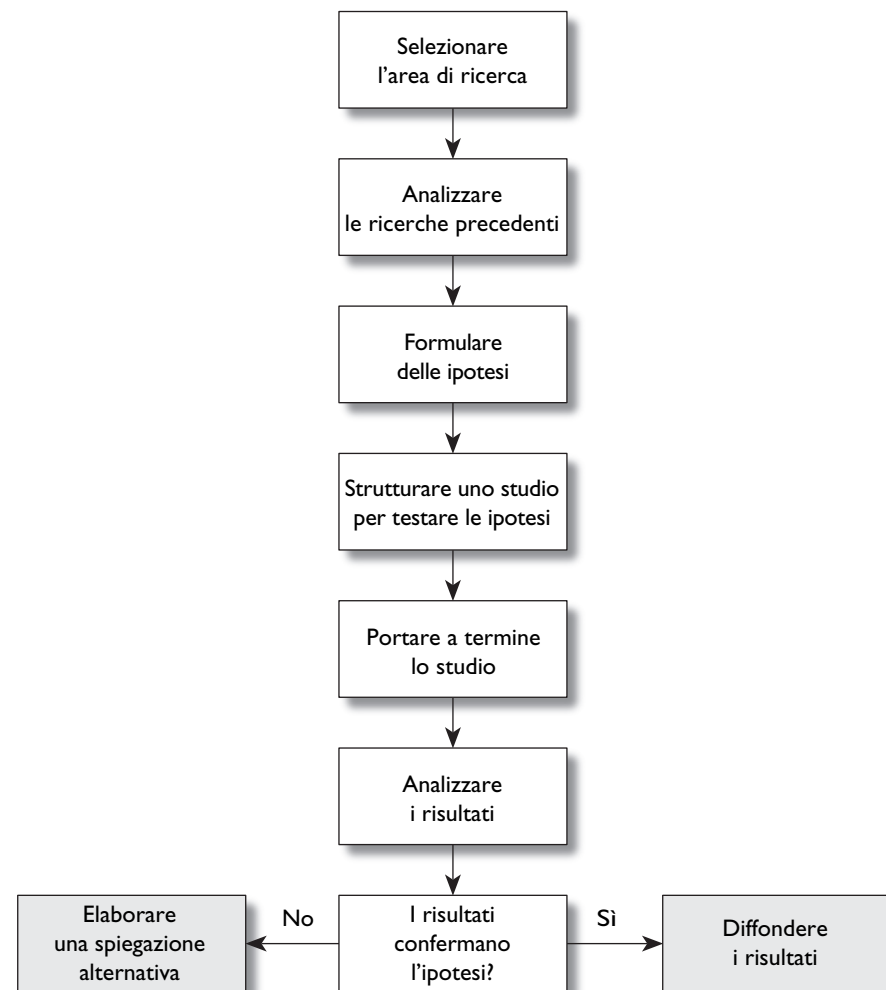 Selezionare
l’area di ricerca
Analizzare
le ricerche precedenti
Formulare
delle ipotesi
Strutturare uno studio
per testare le ipotesi
Portare a termine
lo studio
Analizzare
i risultati
I risultati
confermano
l’ipotesi?
No
Elaborare
una spiegazione
alternativa
Sì
Diffondere
i risultati